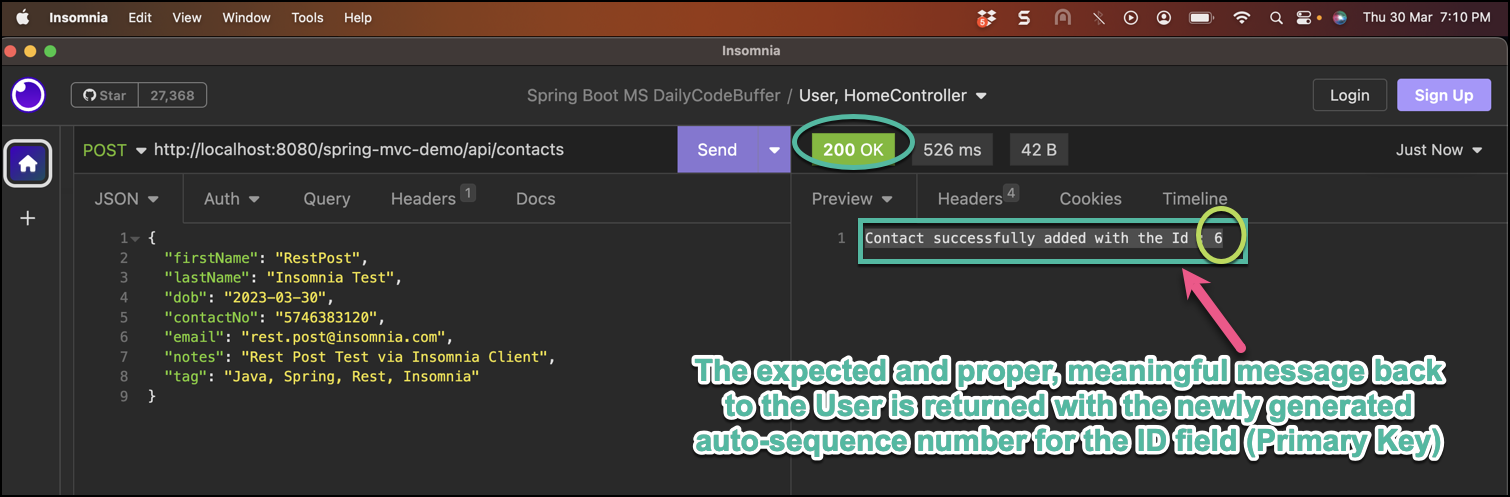 Insomnia Edit View Window Tools Help
5
Thu 30 Mar 7:10 PM
Insomnia
Star 27,368
Spring Boot MS DailyCodeBuffer / User, HomeController
Login
Sign Up
POST http://localhost:8080/spring-mvc-demo/api/contacts
Send
200 OK
526 ms
42 B
Just Now
JSON Auth Query Headers 1 Docs
Preview Headers 4 Cookies Timeline
1 {
2 "firstName": "RestPost",
3 "lastName": "Insomnia Test",
4 "dob": "2023-03-30",
5 "contactNo": "5746383120",
6 "email": "rest.post@insomnia.com",
7 "notes": "Rest Post Test via Insomnia Client",
8 "tag": "Java, Spring, Rest, Insomnia"
9 }
1 Contact successfully added with the Id : 6
The expected and proper, meaningful message back
to the User is returned with the newly generated
auto-sequence number for the ID field (Primary Key)